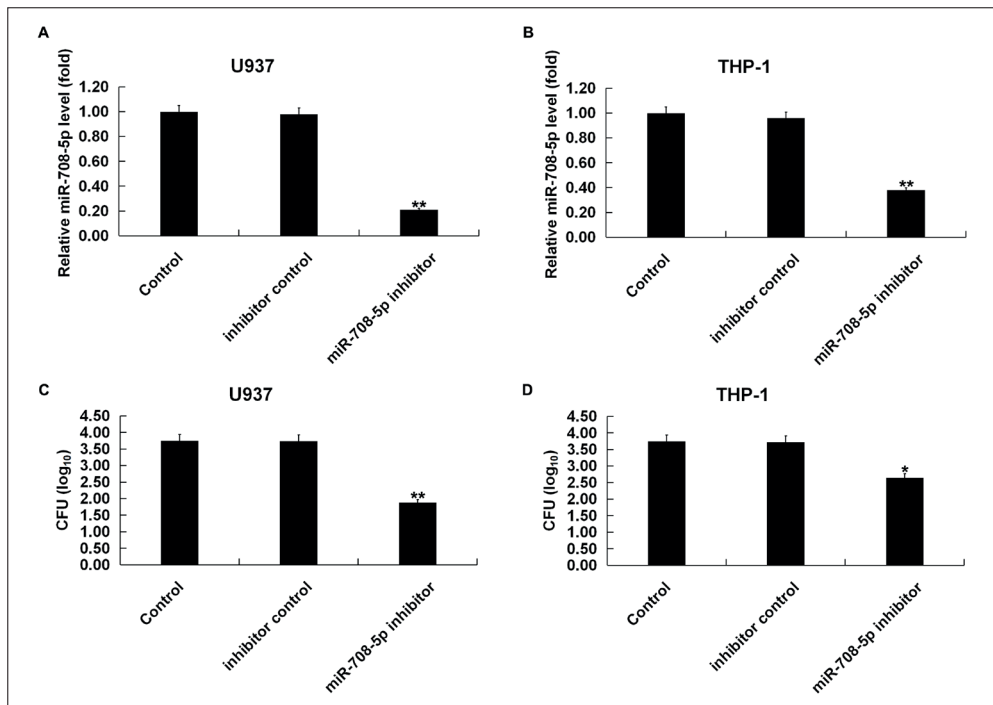 A
U937
Relative miR-708-5p level (fold)
1.20
1.00
0.80
0.60
0.40
0.20
0.00
**
Control
inhibitor control
miR-708-5p inhibitor
B
THP-1
Relative miR-708-5p level (fold)
1.20
1.00
0.80
0.60
0.40
0.20
0.00
**
Control
inhibitor control
miR-708-5p inhibitor
C
U937
CFU (log₁₀)
4.50
4.00
3.50
3.00
2.50
2.00
1.50
1.00
0.50
0.00
**
Control
inhibitor control
miR-708-5p inhibitor
D
THP-1
CFU (log₁₀)
4.50
4.00
3.50
3.00
2.50
2.00
1.50
1.00
0.50
0.00
*
Control
inhibitor control
miR-708-5p inhibitor